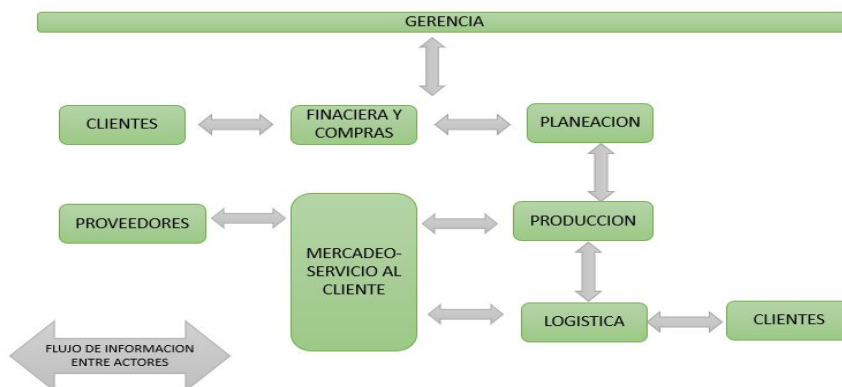 GERENCIA
CLIENTES
FINACIERA Y
COMPRAS
PLANEACION
PROVEEDORES
MERCADEO-
SERVICIO AL
CLIENTE
PRODUCCION
LOGISTICA
CLIENTES
FLUJO DE INFORMACION
ENTRE ACTORES